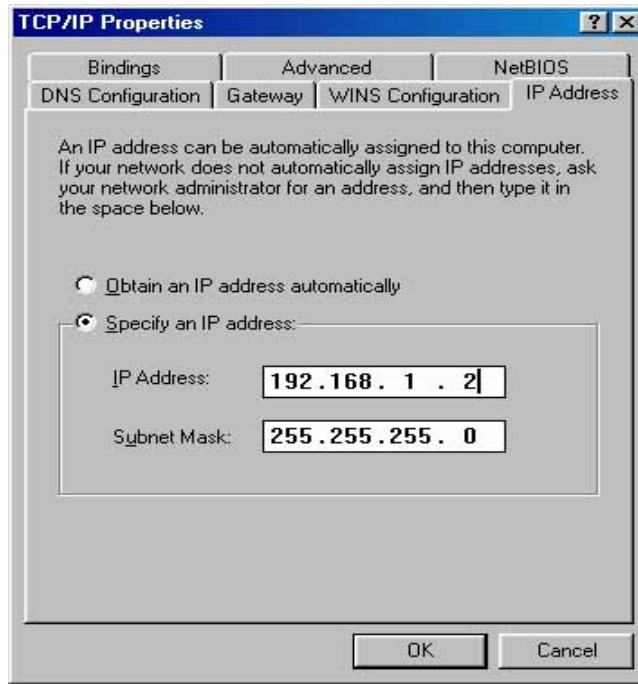 TCP/IP Properties
Bindings Advanced NetBIOS
DNS Configuration Gateway WINS Configuration IP Address
An IP address can be automatically assigned to this computer.
If your network does not automatically assign IP addresses, ask
your network administrator for an address, and then type it in
the space below.
Obtain an IP address automatically
Specify an IP address:
IP Address: 192.168. 1 . 2
Subnet Mask: 255.255.255. 0
OK Cancel